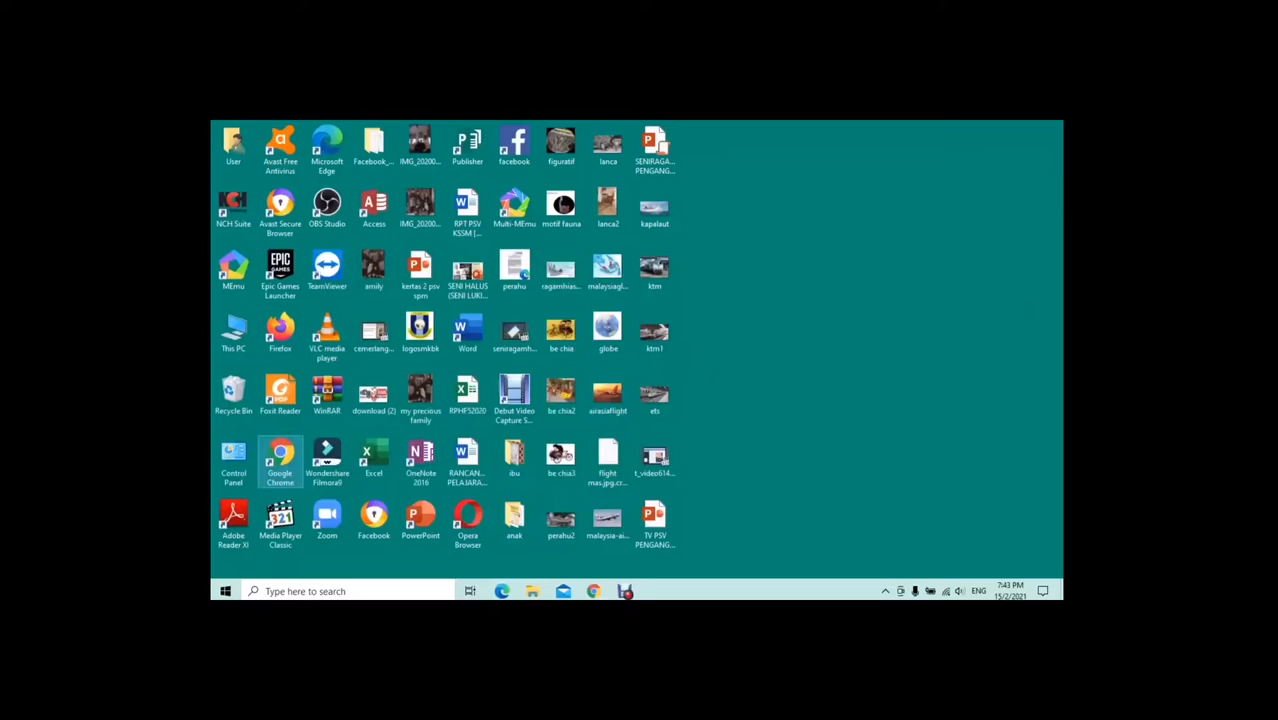 User
Avast Free
Antivirus
Microsoft
Edge
Facebook_...
IMG_20200...
Publisher
facebook
figuratif
lanca
SENIRAGA...
PENGANG...
NCH Suite
Avast Secure
Browser
OBS Studio
Access
IMG_20200...
RPT PSV
KSSM [...
Multi-MEmu
motif fauna
lanca2
kapalaut
MEmu
Epic Games
Launcher
TeamViewer
amily
kertas 2 psv
spm
SENI HALUS
(SENI LUKI...
perahu
ragamhias...
malaysiagl...
ktm
This PC
Firefox
VLC media
player
cemerlang...
logosmkbk
Word
seniragamh...
be chia
globe
ktm1
Recycle Bin
Foxit Reader
WinRAR
download (2)
my precious
family
RPHF52020
Debut Video
Capture S...
be chia2
airasiaflight
ets
Control
Panel
Google
Chrome
Wondershare
Filmora9
Excel
OneNote
2016
RANCAN...
PELAJARA...
ibu
be chia3
flight
mas.jpg.cr...
t_video614...
Adobe
Reader XI
Media Player
Classic
Zoom
Facebook
PowerPoint
Opera
Browser
anak
perahu2
malaysia-ai...
TV PSV
PENGANG...
Type here to search
ENG
7:43 PM
15/2/2021